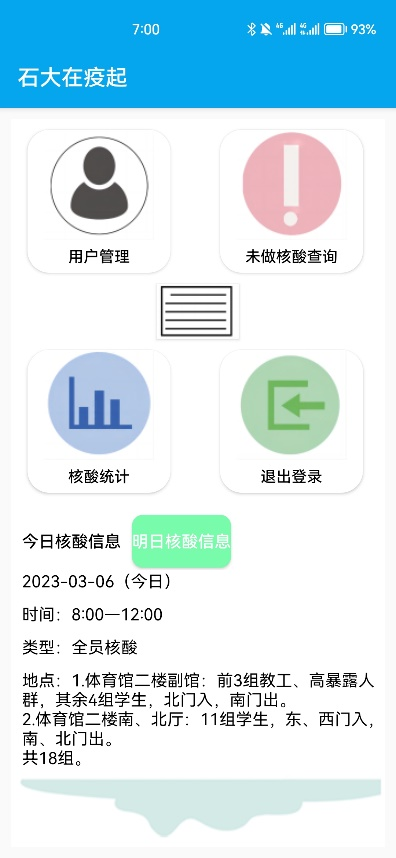 7:00
4G
4G
93%
石大在疫起
用户管理
未做核酸查询
核酸统计
退出登录
今日核酸信息
明日核酸信息
2023-03-06（今日）
时间：8:00—12:00
类型：全员核酸
地点：1.体育馆二楼副馆：前3组教工、高暴露人
群，其余4组学生，北门入，南门出。
2.体育馆二楼南、北厅：11组学生，东、西门入，
南、北门出。
共18组。